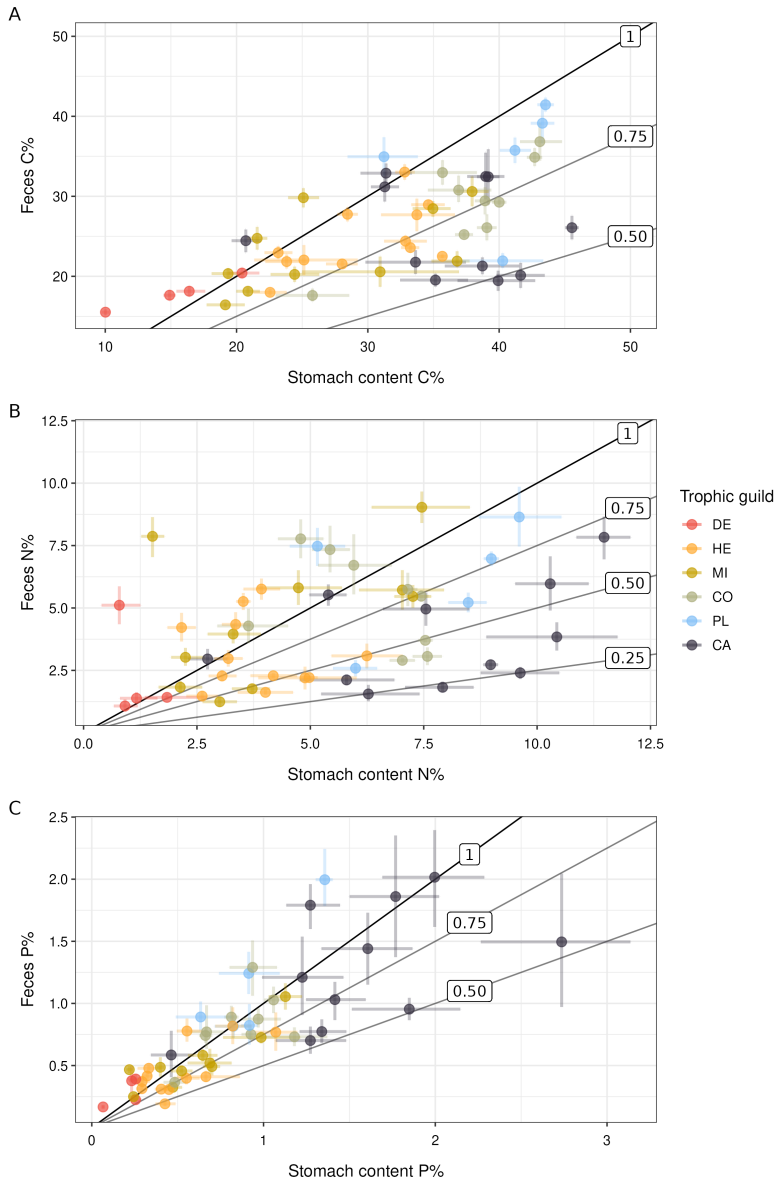 A
50
40
30
20
Feces C%
1
0.75
0.50
10 20 30 40 50
Stomach content C%
B
12.5
10.0
7.5
5.0
2.5
Feces N%
1
0.75
0.50
0.25
0.0 2.5 5.0 7.5 10.0 12.5
Stomach content N%
Trophic guild
DE
HE
MI
CO
PL
CA
C
2.5
2.0
1.5
1.0
0.5
Feces P%
1
0.75
0.50
0 1 2 3
Stomach content P%